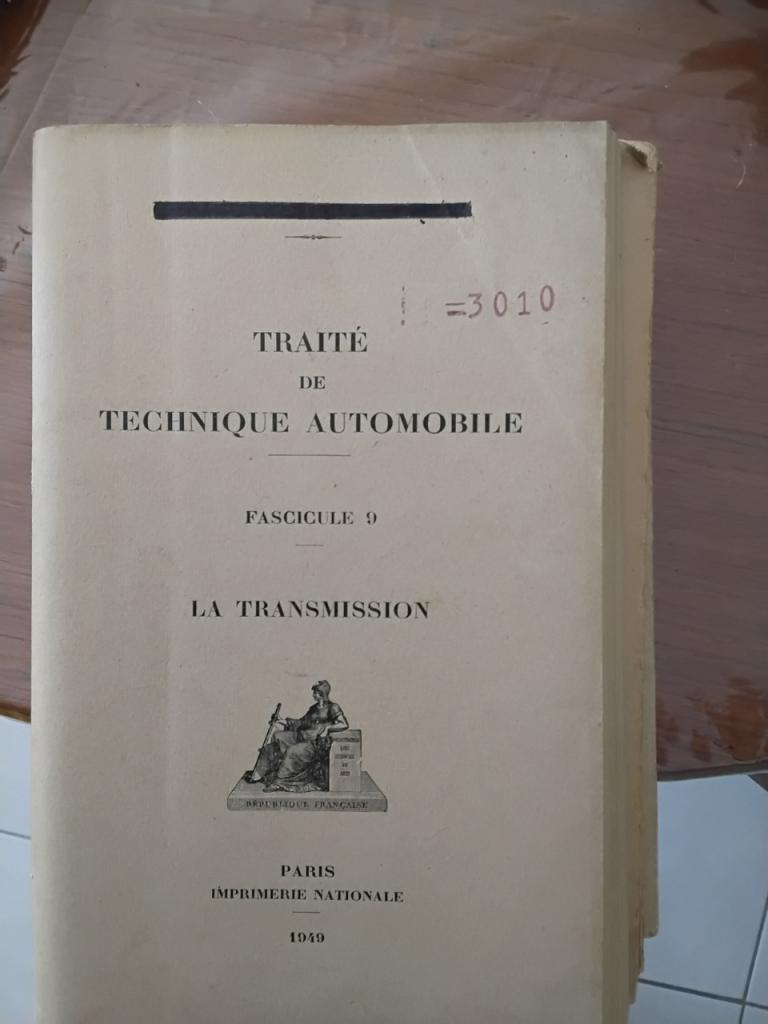 =3010
TRAITÉ
DE
TECHNIQUE AUTOMOBILE
FASCICULE 9
LA TRANSMISSION
RÉPUBLIQUE FRANÇAISE
PARIS
IMPRIMERIE NATIONALE
1949